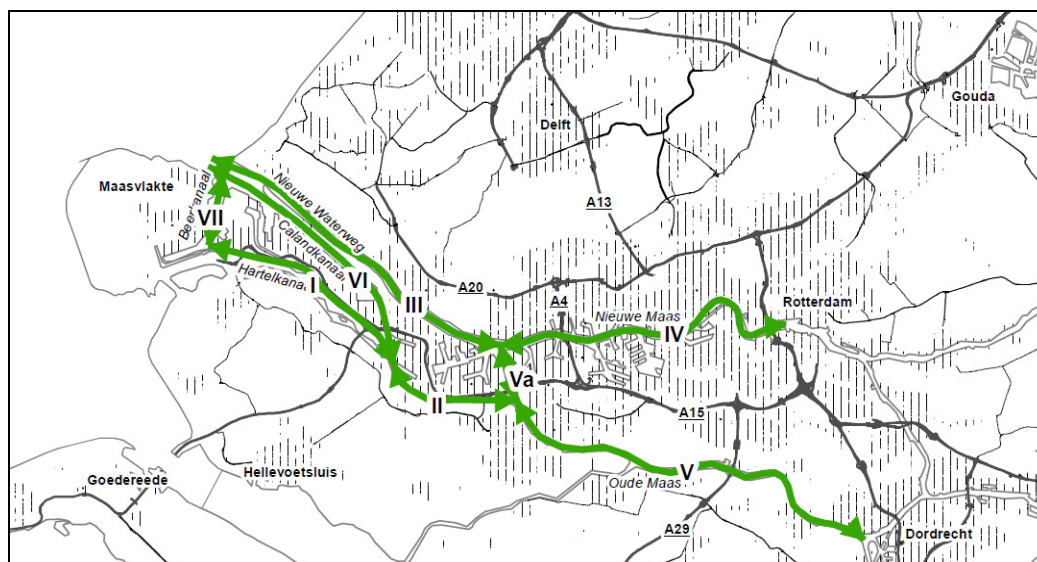 Gouda
Delft
Maasvlakte
Beerkanaal
Nieuwe Waterweg
A13
VII
Calandkanaal
Hartelkanaal
VI
I
A20
A4
III
Nieuwe Maas
Rotterdam
IV
Va
II
A15
Hellevoetsluis
Goedereede
V
Oude Maas
A29
Dordrecht